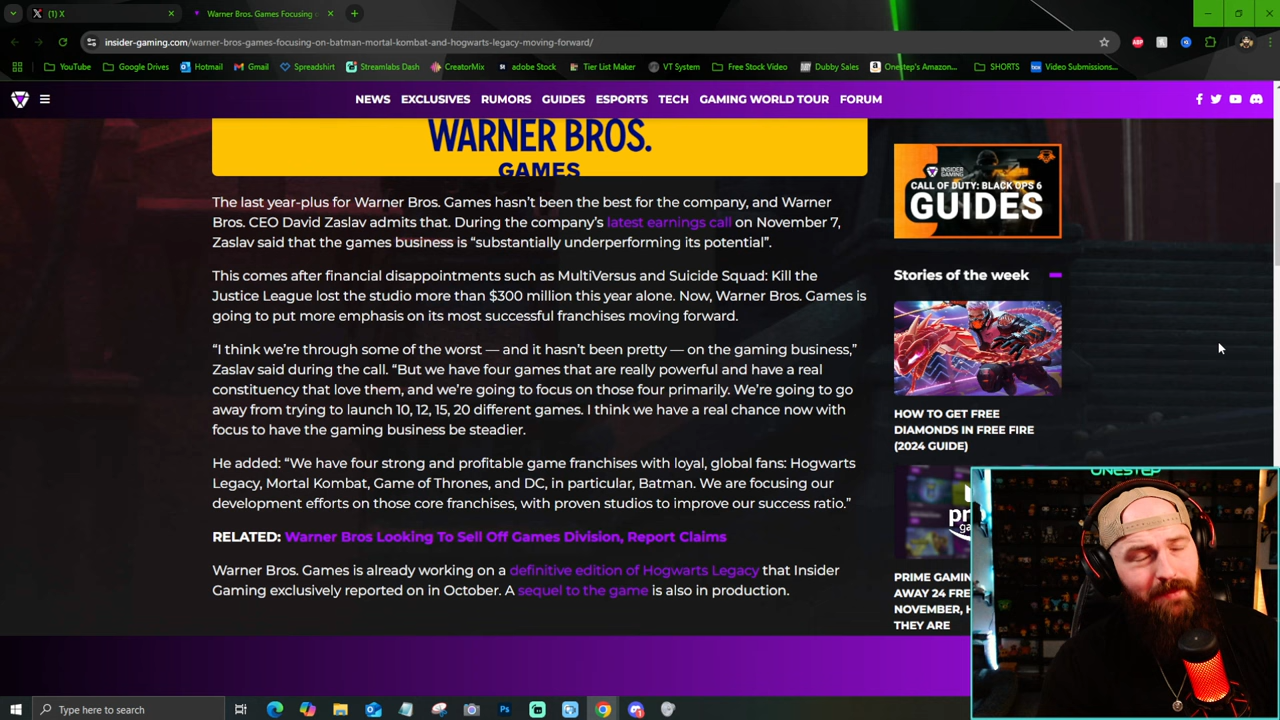 (1) X
Warner Bros. Games Focusing o
insider-gaming.com/warner-bros-games-focusing-on-batman-mortal-kombat-and-hogwarts-legacy-moving-forward/
YouTube
Google Drives
Hotmail
Gmail
Spreadshirt
Streamlabs Dash
CreatorMix
adobe Stock
Tier List Maker
VT System
Free Stock Video
Dubby Sales
Onestep's Amazon...
SHORTS
Video Submissions...
NEWS EXCLUSIVES RUMORS GUIDES ESPORTS TECH GAMING WORLD TOUR FORUM
WARNER BROS.
GAMES
The last year-plus for Warner Bros. Games hasn't been the best for the company, and Warner
Bros. CEO David Zaslav admits that. During the company's latest earnings call on November 7,
Zaslav said that the games business is “substantially underperforming its potential”.
This comes after financial disappointments such as MultiVersus and Suicide Squad: Kill the
Justice League lost the studio more than $300 million this year alone. Now, Warner Bros. Games is
going to put more emphasis on its most successful franchises moving forward.
“I think we're through some of the worst — and it hasn't been pretty — on the gaming business,”
Zaslav said during the call. “But we have four games that are really powerful and have a real
constituency that love them, and we're going to focus on those four primarily. We're going to go
away from trying to launch 10, 12, 15, 20 different games. I think we have a real chance now with
focus to have the gaming business be steadier.
He added: “We have four strong and profitable game franchises with loyal, global fans: Hogwarts
Legacy, Mortal Kombat, Game of Thrones, and DC, in particular, Batman. We are focusing our
development efforts on those core franchises, with proven studios to improve our success ratio.”
RELATED: Warner Bros Looking To Sell Off Games Division, Report Claims
Warner Bros. Games is already working on a definitive edition of Hogwarts Legacy that Insider
Gaming exclusively reported on in October. A sequel to the game is also in production.
INSIDER GAMING
CALL OF DUTY: BLACK OPS 6
GUIDES
Stories of the week
HOW TO GET FREE
DIAMONDS IN FREE FIRE
(2024 GUIDE)
PRIME GAMIN
AWAY 24 FRE
NOVEMBER, H
THEY ARE
ONESTEP
Type here to search